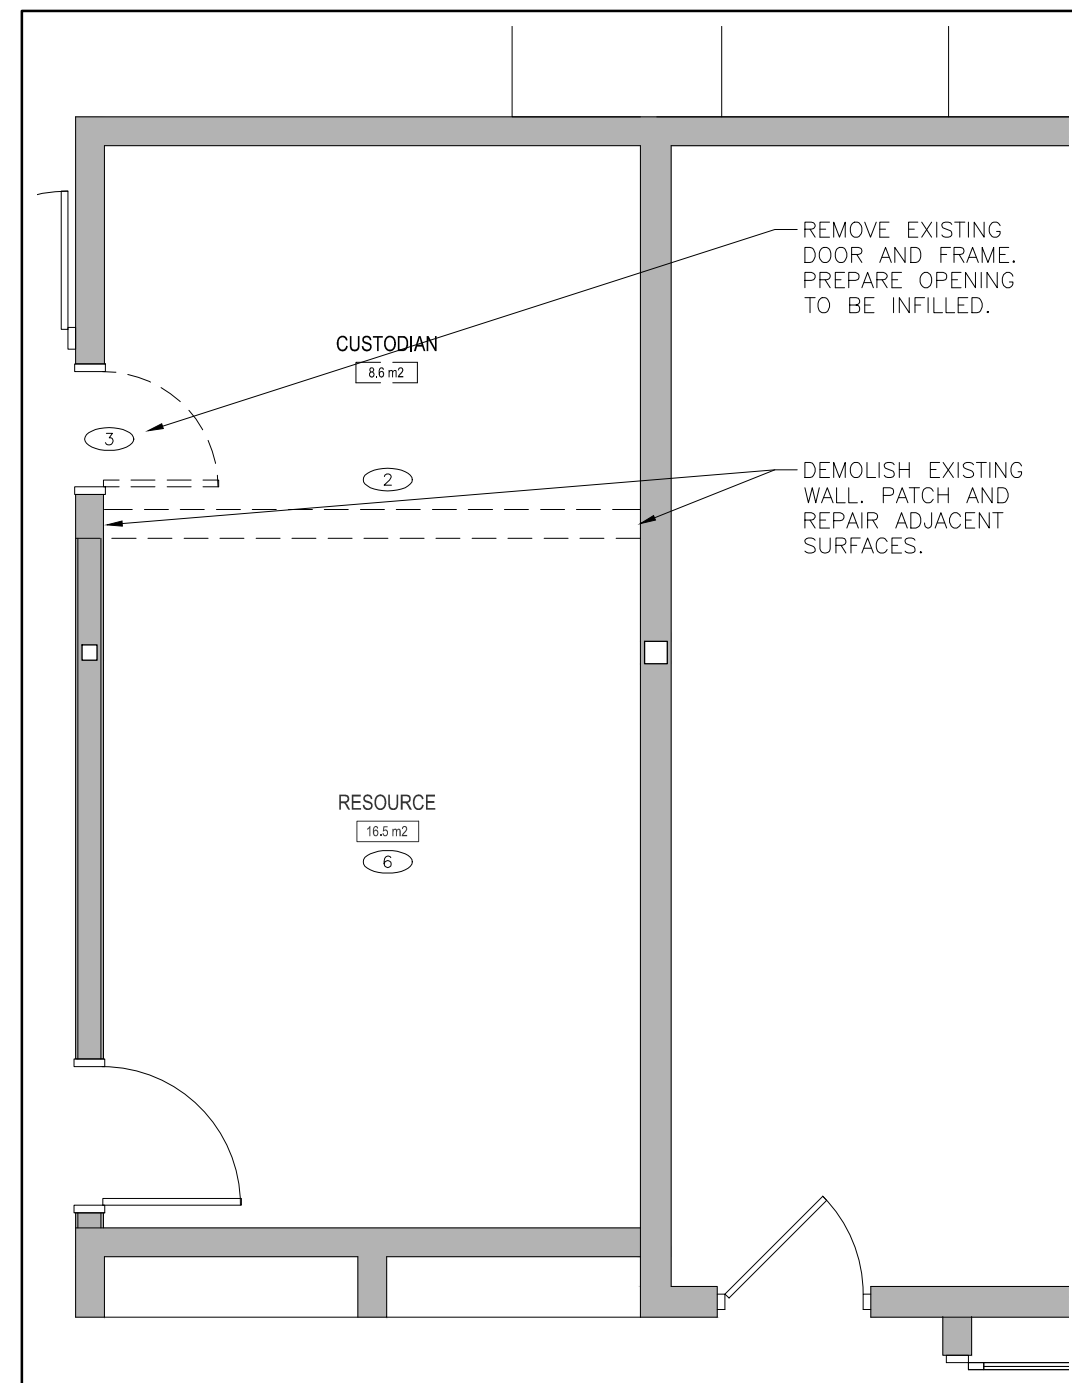 REMOVE EXISTING
DOOR AND FRAME.
PREPARE OPENING
TO BE INFILLED.
CUSTODIAN
8.6 m2
3
2
DEMOLISH EXISTING
WALL. PATCH AND
REPAIR ADJACENT
SURFACES.
RESOURCE
16.5 m2
6